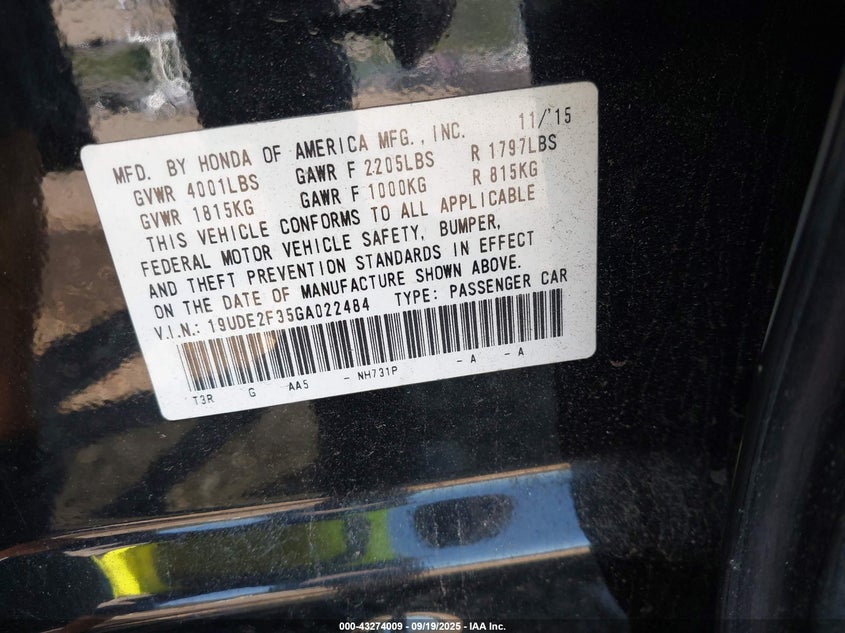 MFD. BY HONDA OF AMERICA MFG., INC. 11/'15
GVWR 4001LBS GAWR F 2205LBS R 1797LBS
GVWR 1815KG GAWR F 1000KG R 815KG
THIS VEHICLE CONFORMS TO ALL APPLICABLE
FEDERAL MOTOR VEHICLE SAFETY, BUMPER,
AND THEFT PREVENTION STANDARDS IN EFFECT
ON THE DATE OF MANUFACTURE SHOWN ABOVE.
V.I.N.: 19UDE2F35GA022484 TYPE: PASSENGER CAR
T3R G AA5 - NH731P - A - A
000-43274009 - 09/19/2025 - IAA Inc.